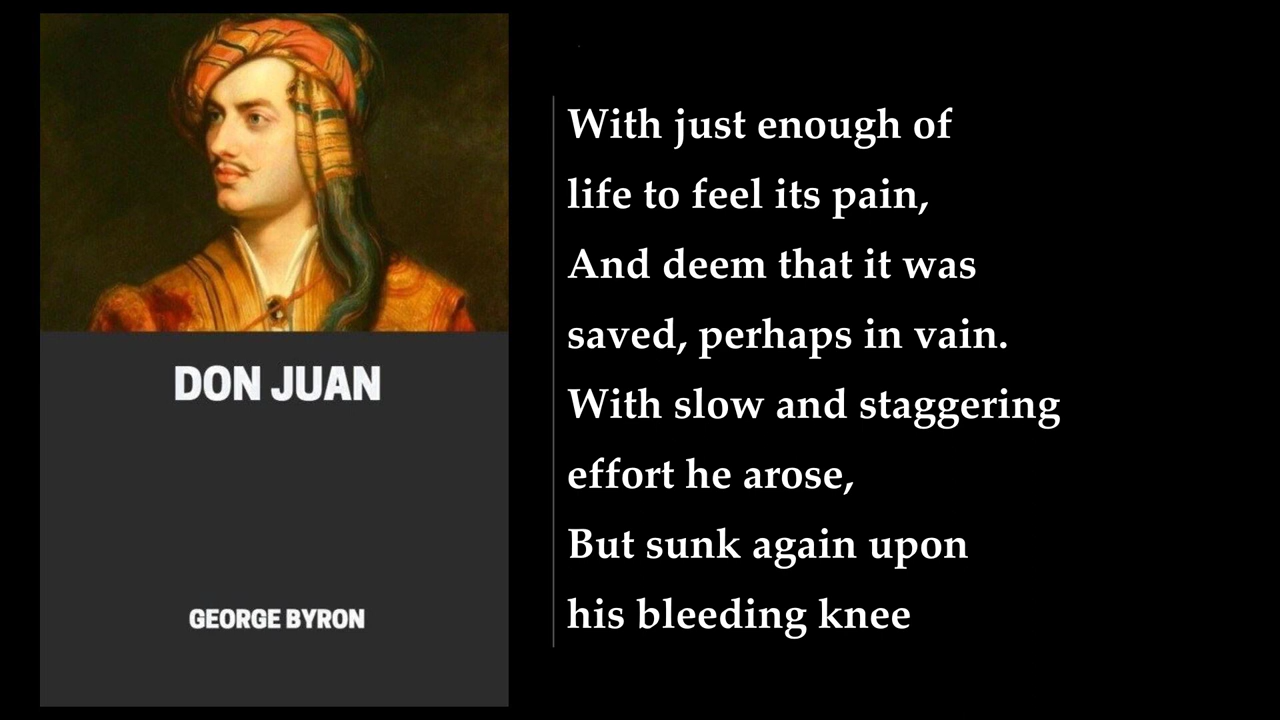 DON JUAN
GEORGE BYRON
With just enough of
life to feel its pain,
And deem that it was
saved, perhaps in vain.
With slow and staggering
effort he arose,
But sunk again upon
his bleeding knee